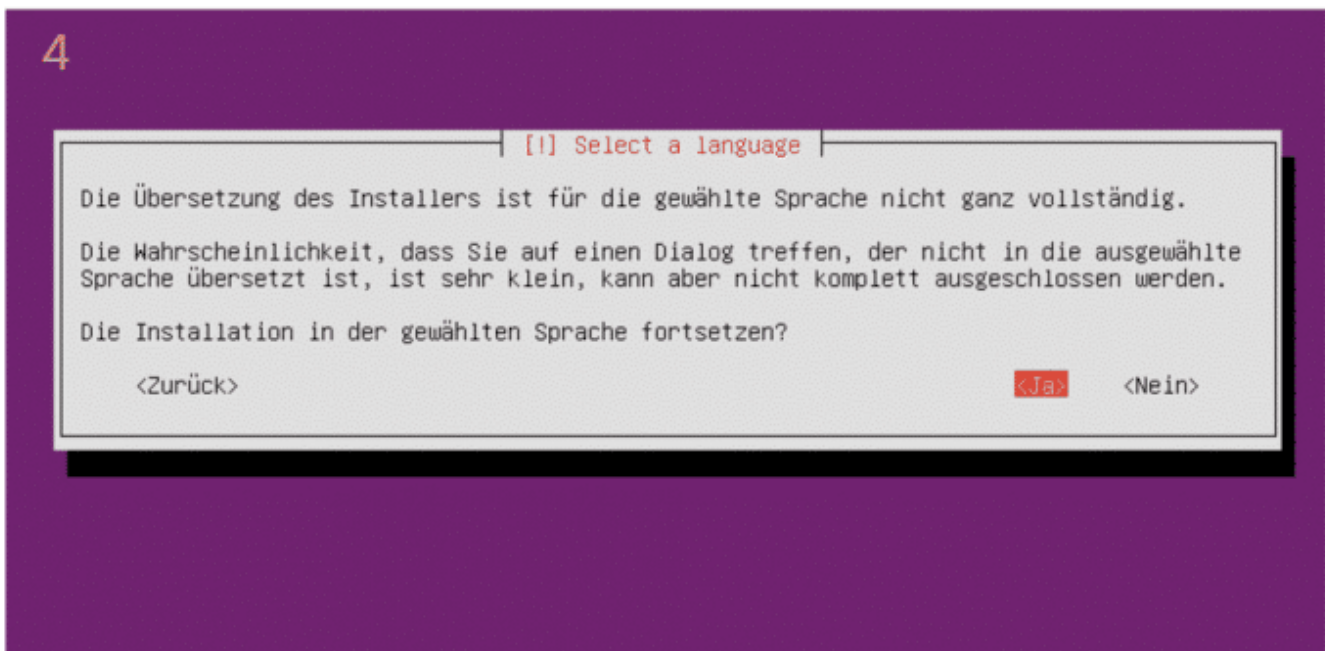 4
[!] Select a language
Die Übersetzung des Installers ist für die gewählte Sprache nicht ganz vollständig.
Die Wahrscheinlichkeit, dass Sie auf einen Dialog treffen, der nicht in die ausgewählte
Sprache übersetzt ist, ist sehr klein, kann aber nicht komplett ausgeschlossen werden.
Die Installation in der gewählten Sprache fortsetzen?
<Zurück> <Ja> <Nein>